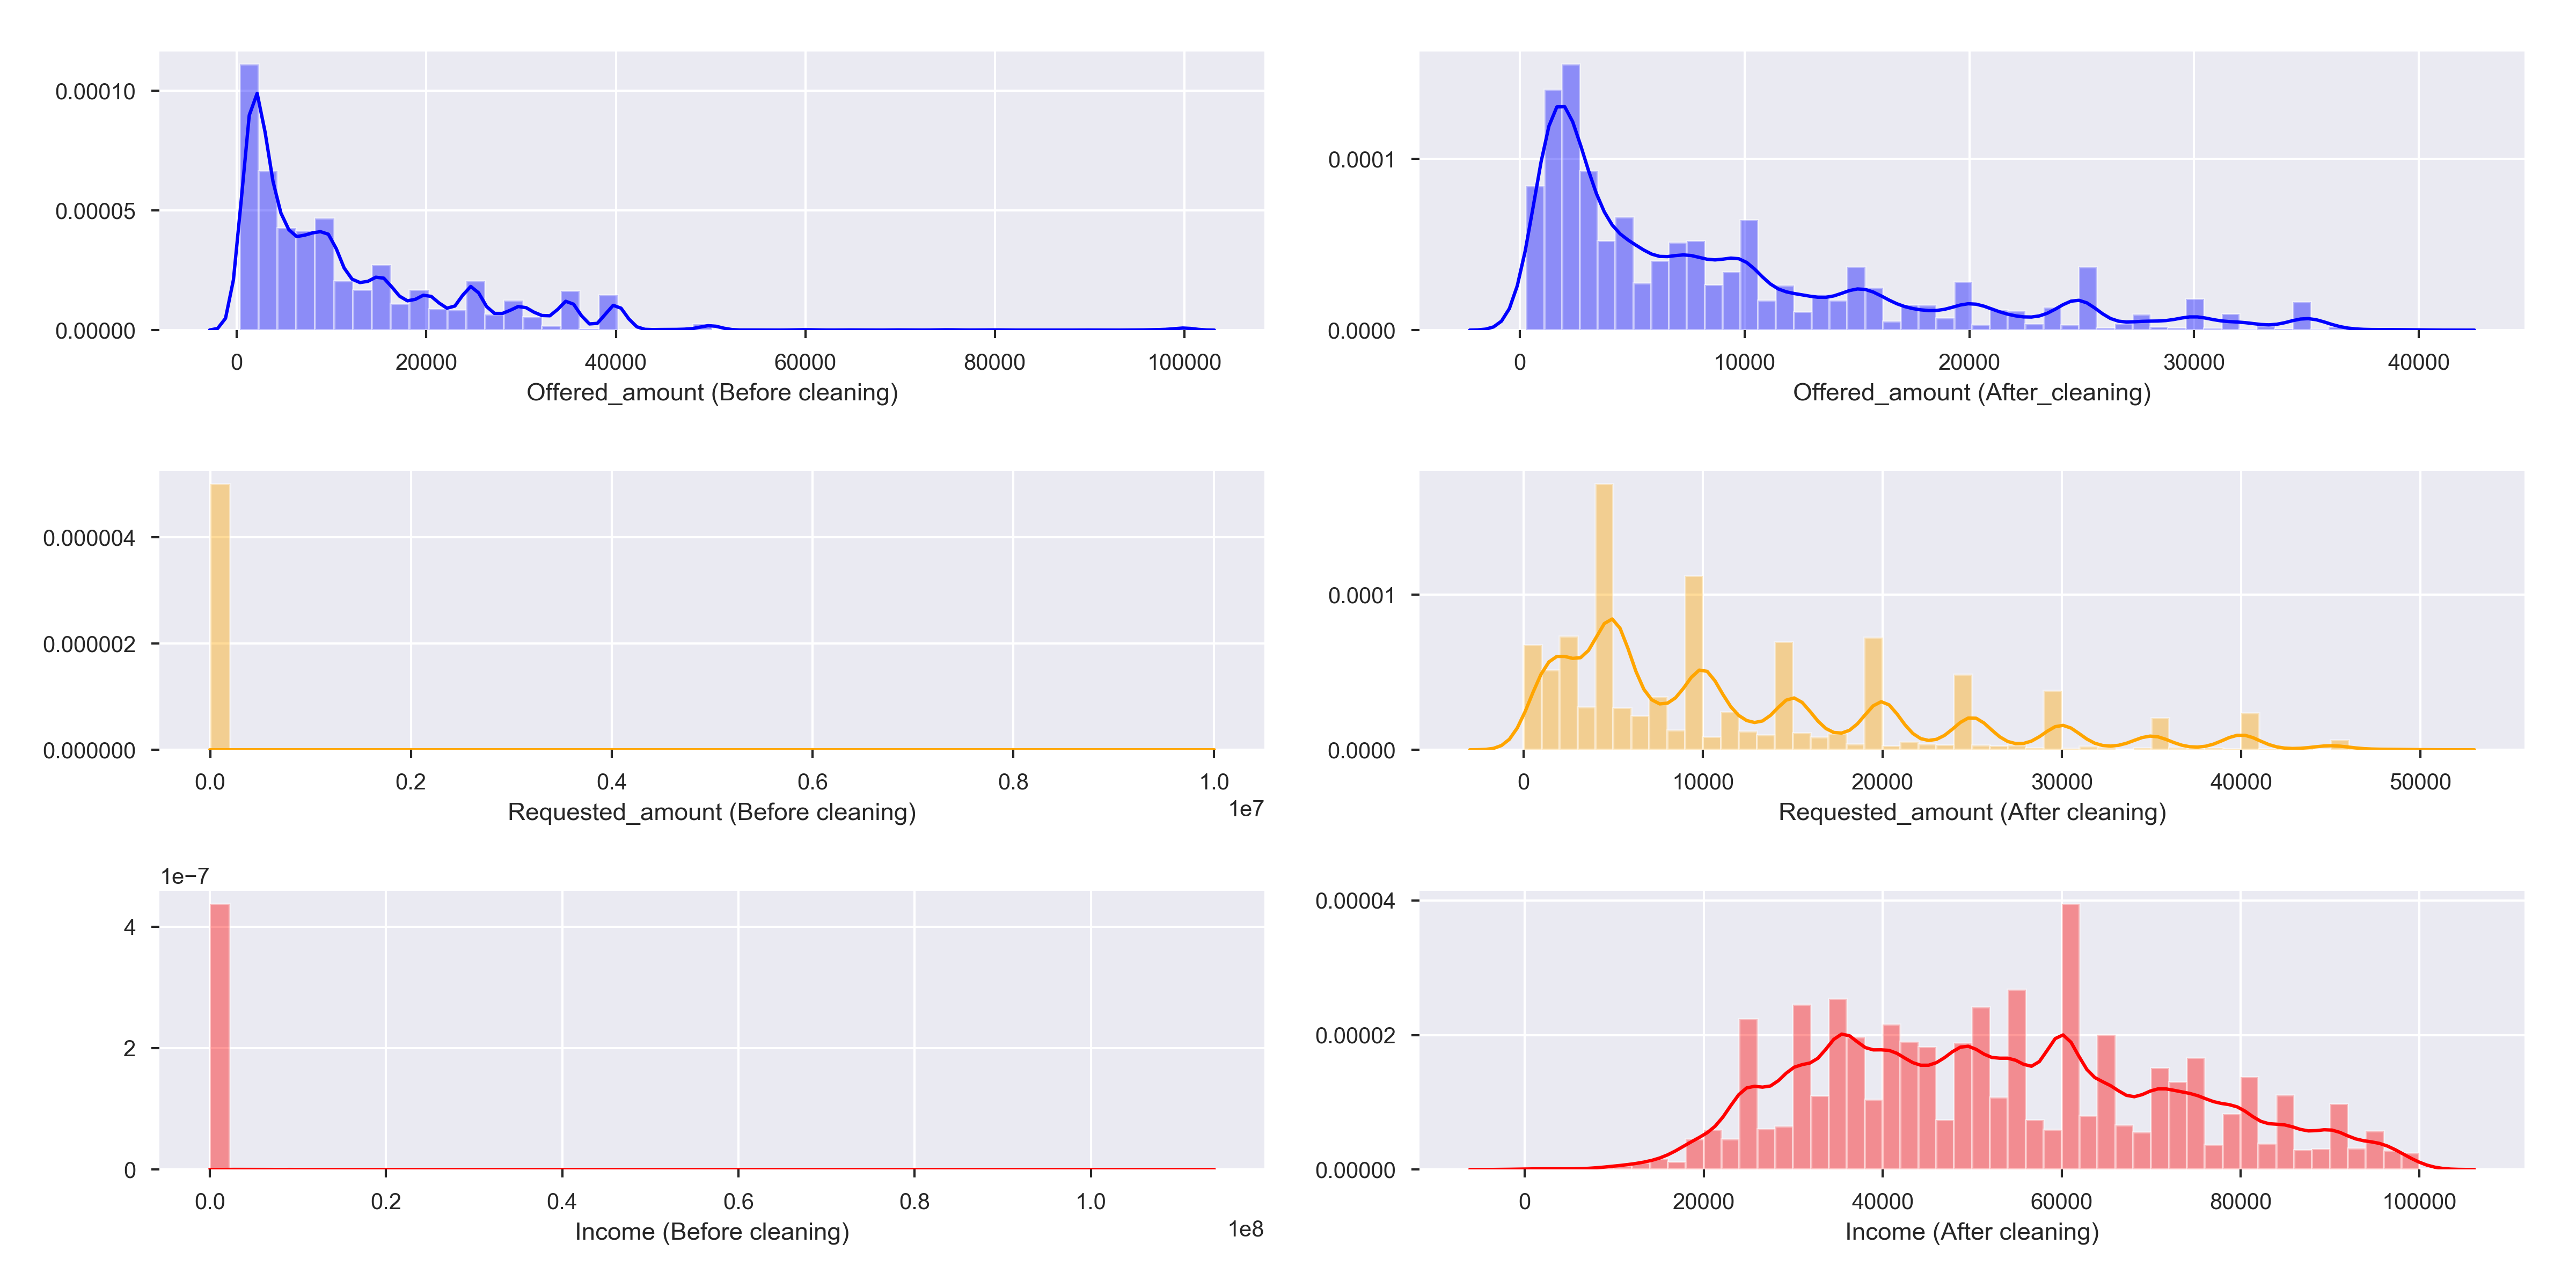 0.00010
0.00005
0.00000
0 20000 40000 60000 80000 100000
Offered_amount (Before cleaning)
0.0001
0.0000
0 10000 20000 30000 40000
Offered_amount (After_cleaning)
0.000004
0.000002
0.000000
0.0 0.2 0.4 0.6 0.8 1.0
1e7
Requested_amount (Before cleaning)
0.0001
0.0000
0 10000 20000 30000 40000 50000
Requested_amount (After cleaning)
1e−7
4
2
0
0.0 0.2 0.4 0.6 0.8 1.0
1e8
Income (Before cleaning)
0.00004
0.00002
0.00000
0 20000 40000 60000 80000 100000
Income (After cleaning)